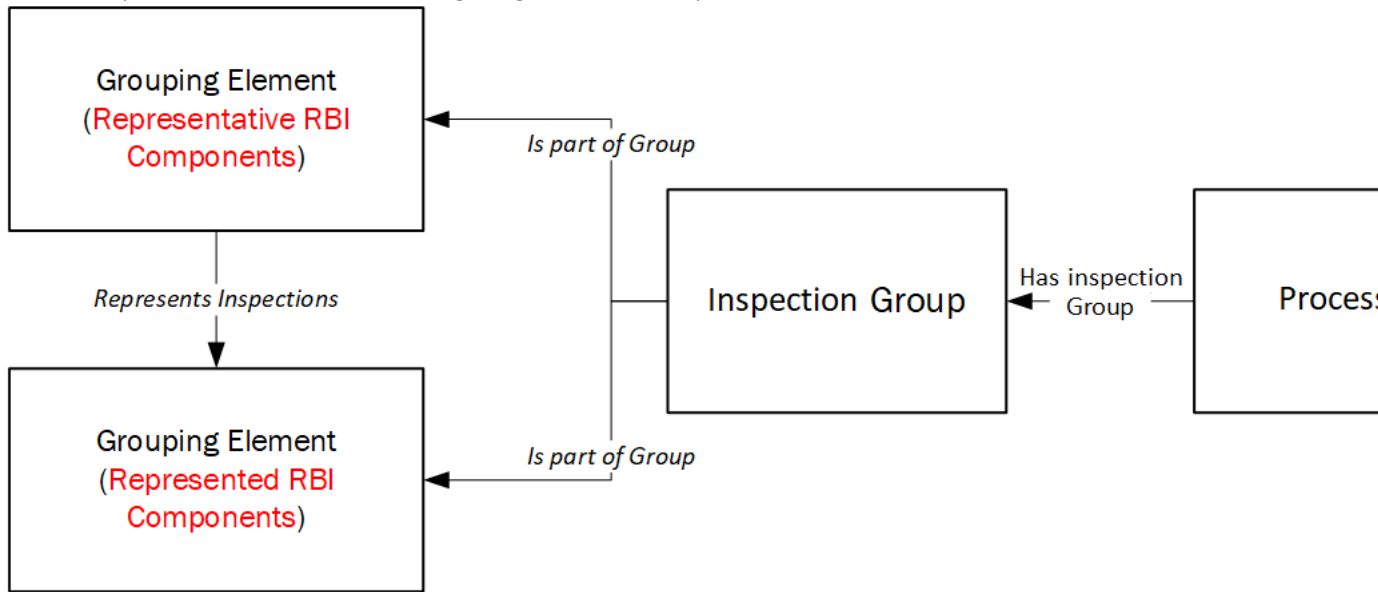 Grouping Element
(Representative RBI
Components)
Is part of Group
Represents Inspections
Inspection Group
Has inspection
Group
Process
Grouping Element
(Represented RBI
Components)
Is part of Group